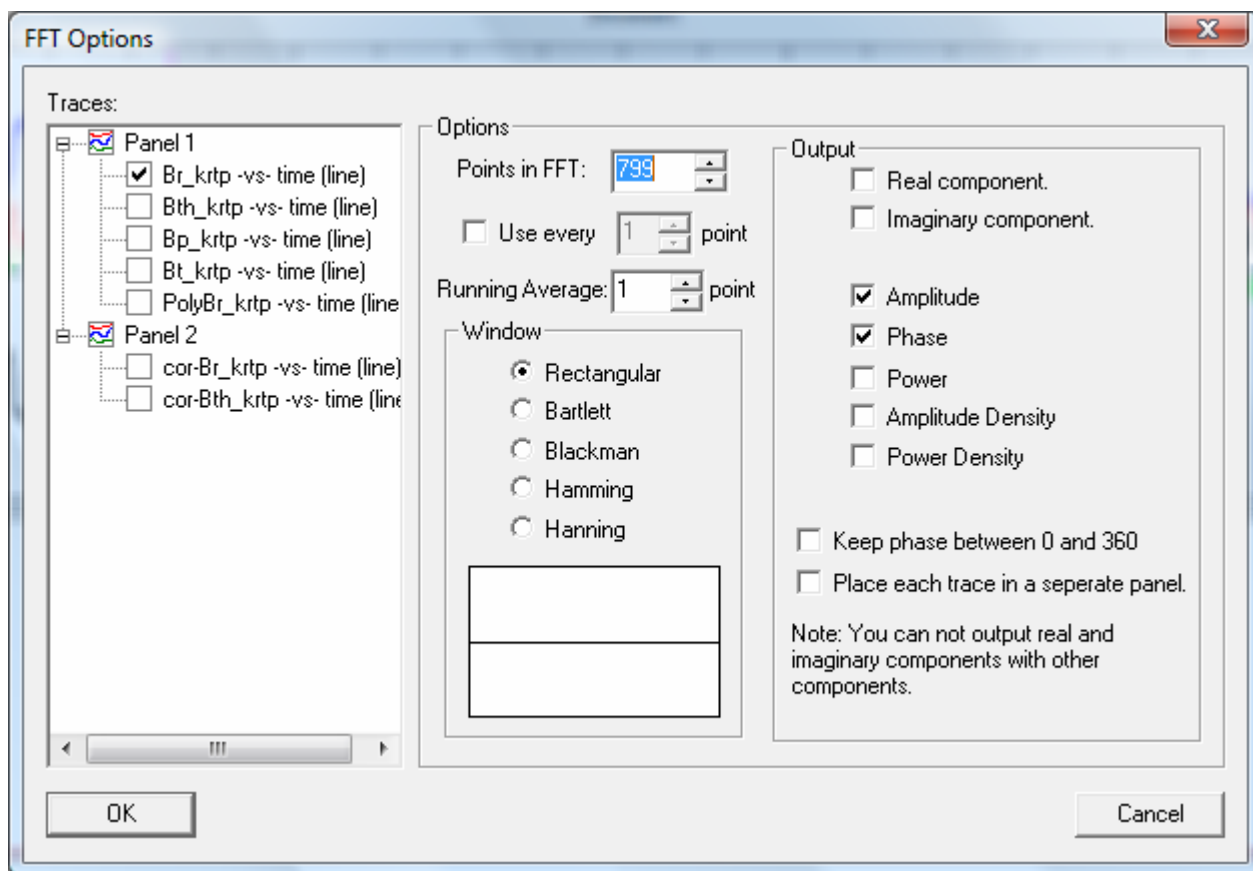 FFT Options
Traces:
Panel 1
Br_krtp -vs- time (line)
Bth_krtp -vs- time (line)
Bp_krtp -vs- time (line)
Bt_krtp -vs- time (line)
PolyBr_krtp -vs- time (line
Panel 2
cor-Br_krtp -vs- time (line)
cor-Bth_krtp -vs- time (line
Options
Points in FFT: 799
Use every 1 point
Running Average: 1 point
Window
Rectangular
Bartlett
Blackman
Hamming
Hanning
Output
Real component.
Imaginary component.
Amplitude
Phase
Power
Amplitude Density
Power Density
Keep phase between 0 and 360
Place each trace in a seperate panel.
Note: You can not output real and
imaginary components with other
components.
OK
Cancel